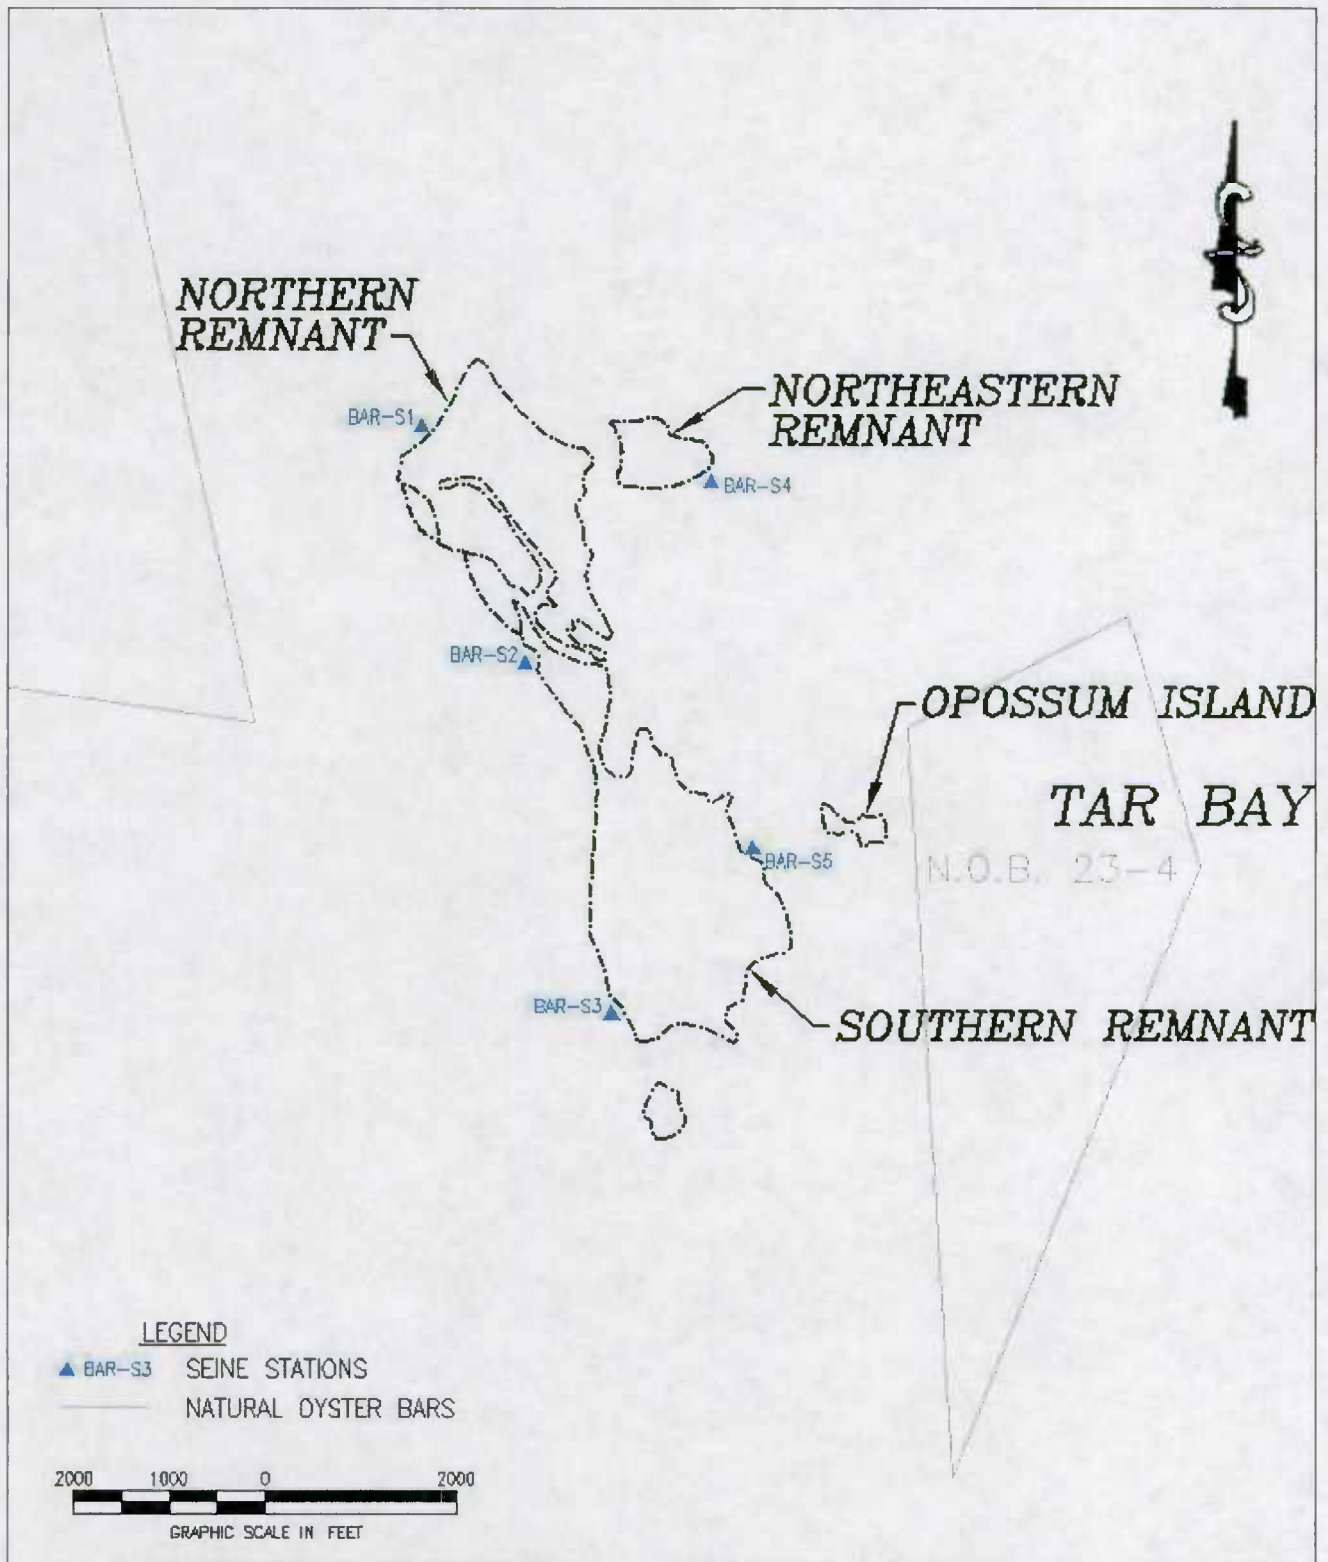 NORTHERN
REMNANT
BAR-S1
NORTHEASTERN
REMNANT
BAR-S4
BAR-S2
OPOSSUM ISLAND
TAR BAY
BAR-S5
N.O.B. 23-4
BAR-S3
SOUTHERN REMNANT
LEGEND
BAR-S3 SEINE STATIONS
NATURAL OYSTER BARS
2000 1000 0 2000
GRAPHIC SCALE IN FEET